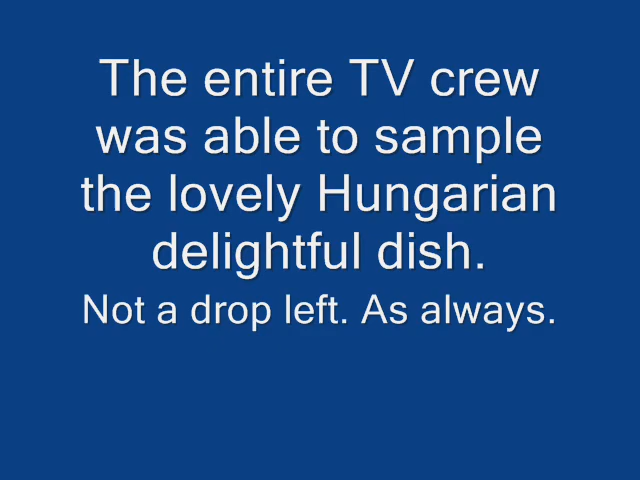 The entire TV crew
was able to sample
the lovely Hungarian
delightful dish.
Not a drop left. As always.